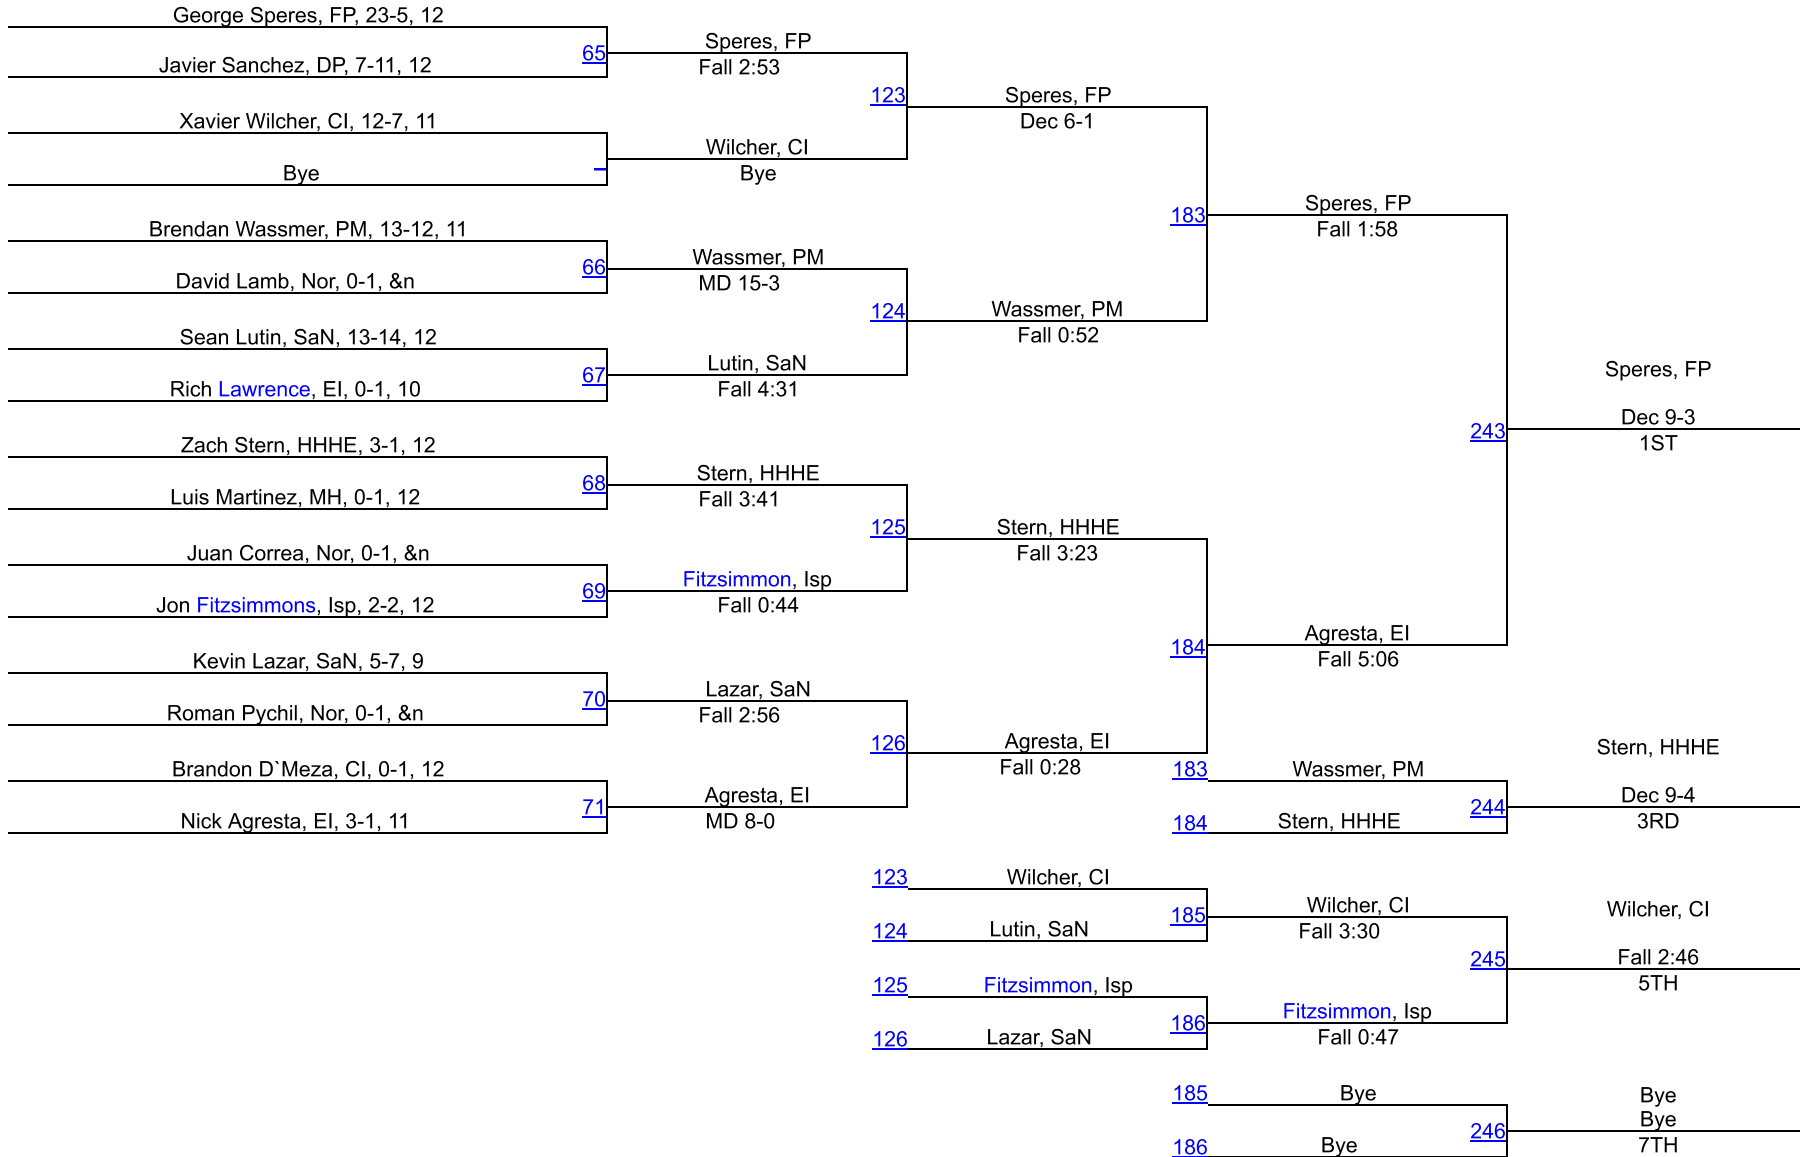 George Speres, FP, 23-5, 12
65
Javier Sanchez, DP, 7-11, 12
Speres, FP
Fall 2:53
123
Xavier Wilcher, CI, 12-7, 11
Bye
Wilcher, CI
Bye
Speres, FP
Dec 6-1
Brendan Wassmer, PM, 13-12, 11
66
David Lamb, Nor, 0-1, &n
Wassmer, PM
MD 15-3
124
Sean Lutin, SaN, 13-14, 12
67
Rich Lawrence, EI, 0-1, 10
Lutin, SaN
Fall 4:31
Wassmer, PM
Fall 0:52
183
Speres, FP
Fall 1:58
Zach Stern, HHHE, 3-1, 12
68
Luis Martinez, MH, 0-1, 12
Stern, HHHE
Fall 3:41
125
Juan Correa, Nor, 0-1, &n
69
Jon Fitzsimmons, Isp, 2-2, 12
Fitzsimmon, Isp
Fall 0:44
Stern, HHHE
Fall 3:23
Kevin Lazar, SaN, 5-7, 9
70
Roman Pychil, Nor, 0-1, &n
Lazar, SaN
Fall 2:56
126
Brandon D`Meza, CI, 0-1, 12
71
Nick Agresta, EI, 3-1, 11
Agresta, EI
MD 8-0
Agresta, EI
Fall 0:28
184
Agresta, EI
Fall 5:06
243
Speres, FP
Dec 9-3
1ST
183
Wassmer, PM
184
Stern, HHHE
244
Stern, HHHE
Dec 9-4
3RD
123
Wilcher, CI
124
Lutin, SaN
185
Wilcher, CI
Fall 3:30
125
Fitzsimmon, Isp
126
Lazar, SaN
186
Fitzsimmon, Isp
Fall 0:47
245
Wilcher, CI
Fall 2:46
5TH
185
Bye
186
Bye
246
Bye
Bye
7TH